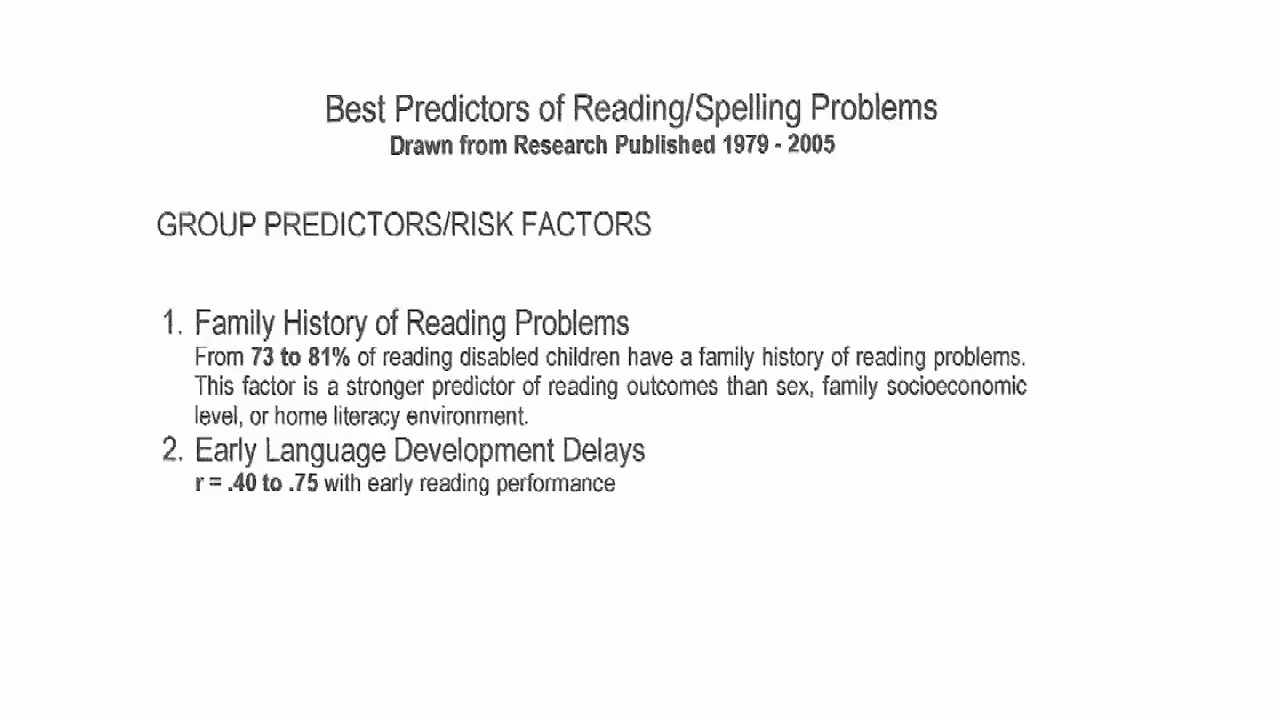 Best Predictors of Reading/Spelling Problems
Drawn from Research Published 1979 - 2005
GROUP PREDICTORS/RISK FACTORS
1. Family History of Reading Problems
From 73 to 81% of reading disabled children have a family history of reading problems.
This factor is a stronger predictor of reading outcomes than sex, family socioeconomic
level, or home literacy environment.
2. Early Language Development Delays
r = .40 to .75 with early reading performance